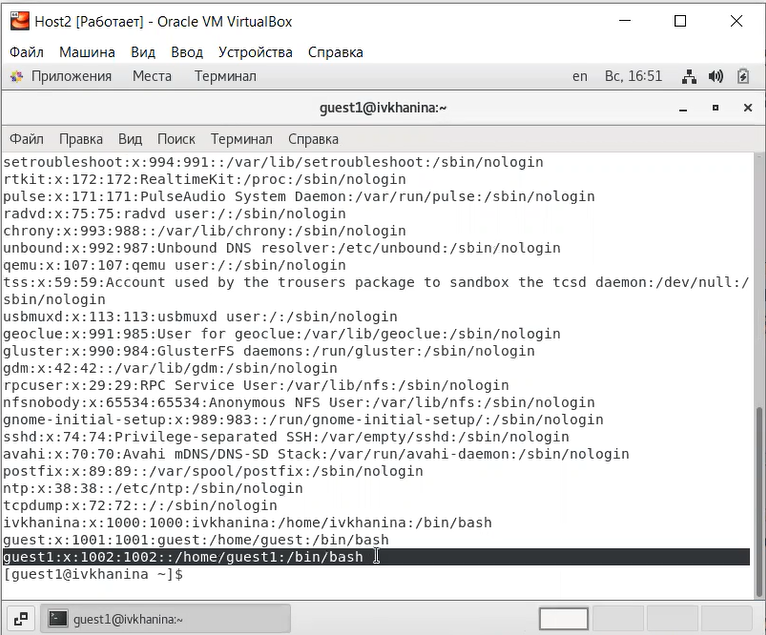 Host2 [Работает] - Oracle VM VirtualBox
Файл Машина Вид Ввод Устройства Справка
Приложения Места Терминал en Вс, 16:51
guest1@ivkhanina:~
Файл Правка Вид Поиск Терминал Справка
setroubleshoot:x:994:991::/var/lib/setroubleshoot:/sbin/nologin
rtkit:x:172:172:RealtimeKit:/proc:/sbin/nologin
pulse:x:171:171:PulseAudio System Daemon:/var/run/pulse:/sbin/nologin
radvd:x:75:75:radvd user:/:/sbin/nologin
chrony:x:993:988::/var/lib/chrony:/sbin/nologin
unbound:x:992:987:Unbound DNS resolver:/etc/unbound:/sbin/nologin
qemu:x:107:107:qemu user:/:/sbin/nologin
tss:x:59:59:Account used by the trousers package to sandbox the tcsd daemon:/dev/null:/
sbin/nologin
usbmuxd:x:113:113:usbmuxd user:/:/sbin/nologin
geoclue:x:991:985:User for geoclue:/var/lib/geoclue:/sbin/nologin
gluster:x:990:984:GlusterFS daemons:/run/gluster:/sbin/nologin
gdm:x:42:42::/var/lib/gdm:/sbin/nologin
rpcuser:x:29:29:RPC Service User:/var/lib/nfs:/sbin/nologin
nfsnobody:x:65534:65534:Anonymous NFS User:/var/lib/nfs:/sbin/nologin
gnome-initial-setup:x:989:983::/run/gnome-initial-setup/:/sbin/nologin
sshd:x:74:74:Privilege-separated SSH:/var/empty/sshd:/sbin/nologin
avahi:x:70:70:Avahi mDNS/DNS-SD Stack:/var/run/avahi-daemon:/sbin/nologin
postfix:x:89:89::/var/spool/postfix:/sbin/nologin
ntp:x:38:38::/etc/ntp:/sbin/nologin
tcpdump:x:72:72::/:/sbin/nologin
ivkhanina:x:1000:1000:ivkhanina:/home/ivkhanina:/bin/bash
guest:x:1001:1001:guest:/home/guest:/bin/bash
guest1:x:1002:1002::/home/guest1:/bin/bash
[guest1@ivkhanina ~]$
guest1@ivkhanina:~